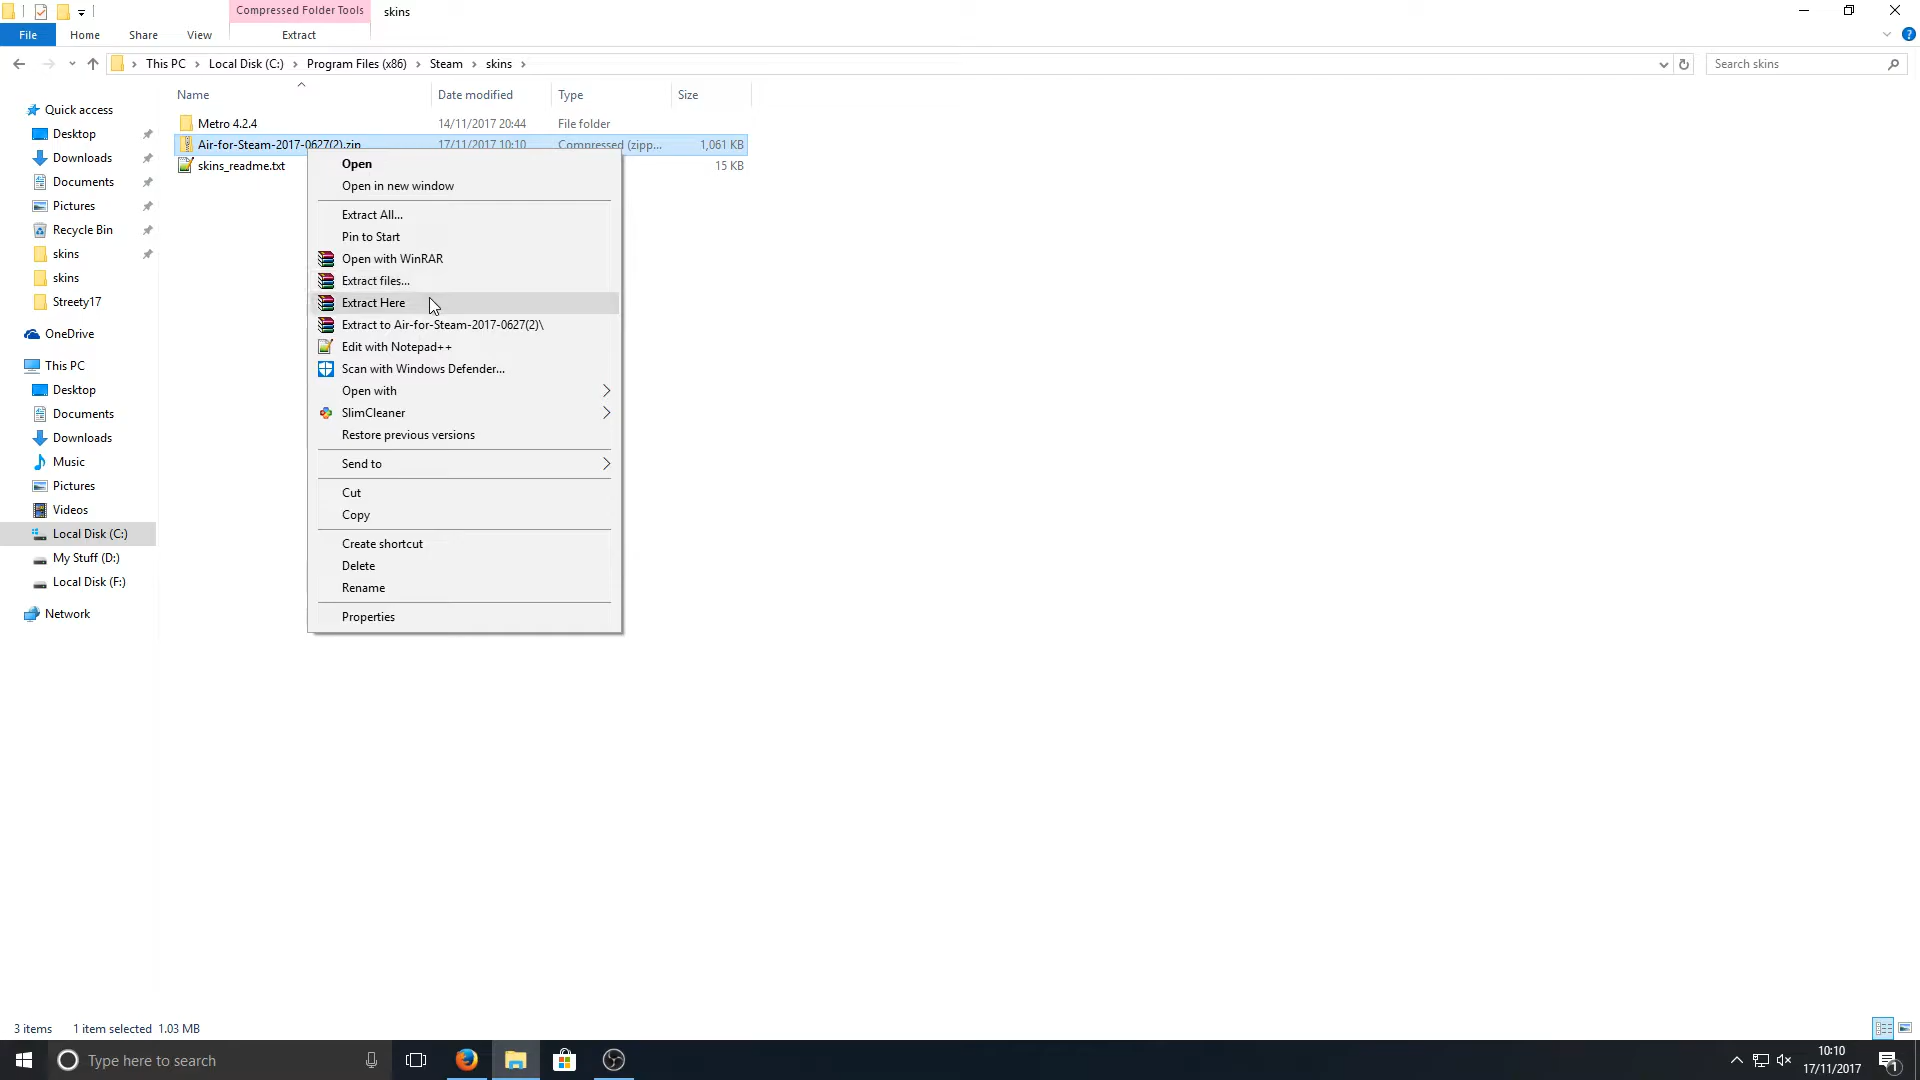 Compressed Folder Tools
skins
File
Home
Share
View
Extract
This PC
Local Disk (C:)
Program Files (x86)
Steam
skins
Search skins
Name
Date modified
Type
Size
Quick access
Desktop
Downloads
Documents
Pictures
Recycle Bin
skins
skins
Streety17
OneDrive
This PC
Desktop
Documents
Downloads
Music
Pictures
Videos
Local Disk (C:)
My Stuff (D:)
Local Disk (F:)
Network
Metro 4.2.4
14/11/2017 20:44
File folder
Air-for-Steam-2017-0627(2).zip
17/11/2017 10:10
Compressed (zipp...
1,061 KB
skins_readme.txt
15 KB
Open
Open in new window
Extract All...
Pin to Start
Open with WinRAR
Extract files...
Extract Here
Extract to Air-for-Steam-2017-0627(2)\
Edit with Notepad++
Scan with Windows Defender...
Open with
SlimCleaner
Restore previous versions
Send to
Cut
Copy
Create shortcut
Delete
Rename
Properties
3 items
1 item selected 1.03 MB
Type here to search
10:10
17/11/2017
1